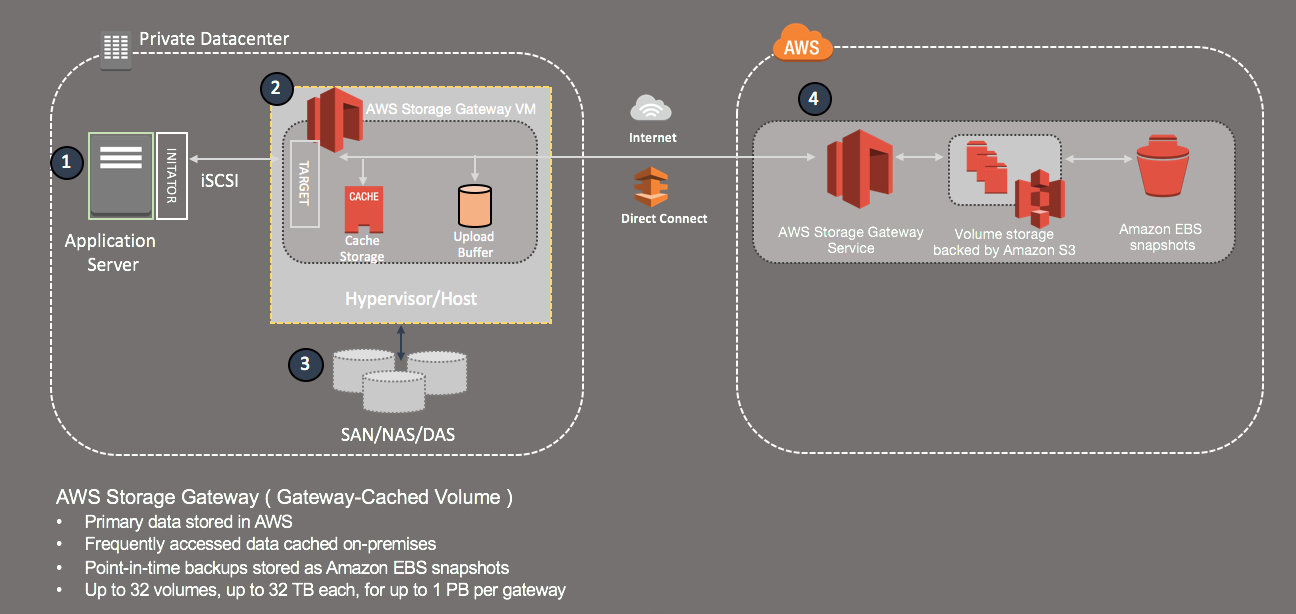 Private Datacenter
AWS
2
4
AWS Storage Gateway VM
Internet
1
INITATOR
iSCSI
TARGET
CACHE
Cache
Storage
Upload
Buffer
Direct Connect
Application
Server
AWS Storage Gateway
Service
Volume storage
backed by Amazon S3
Amazon EBS
snapshots
Hypervisor/Host
3
SAN/NAS/DAS
AWS Storage Gateway ( Gateway-Cached Volume )
• Primary data stored in AWS
• Frequently accessed data cached on-premises
• Point-in-time backups stored as Amazon EBS snapshots
• Up to 32 volumes, up to 32 TB each, for up to 1 PB per gateway